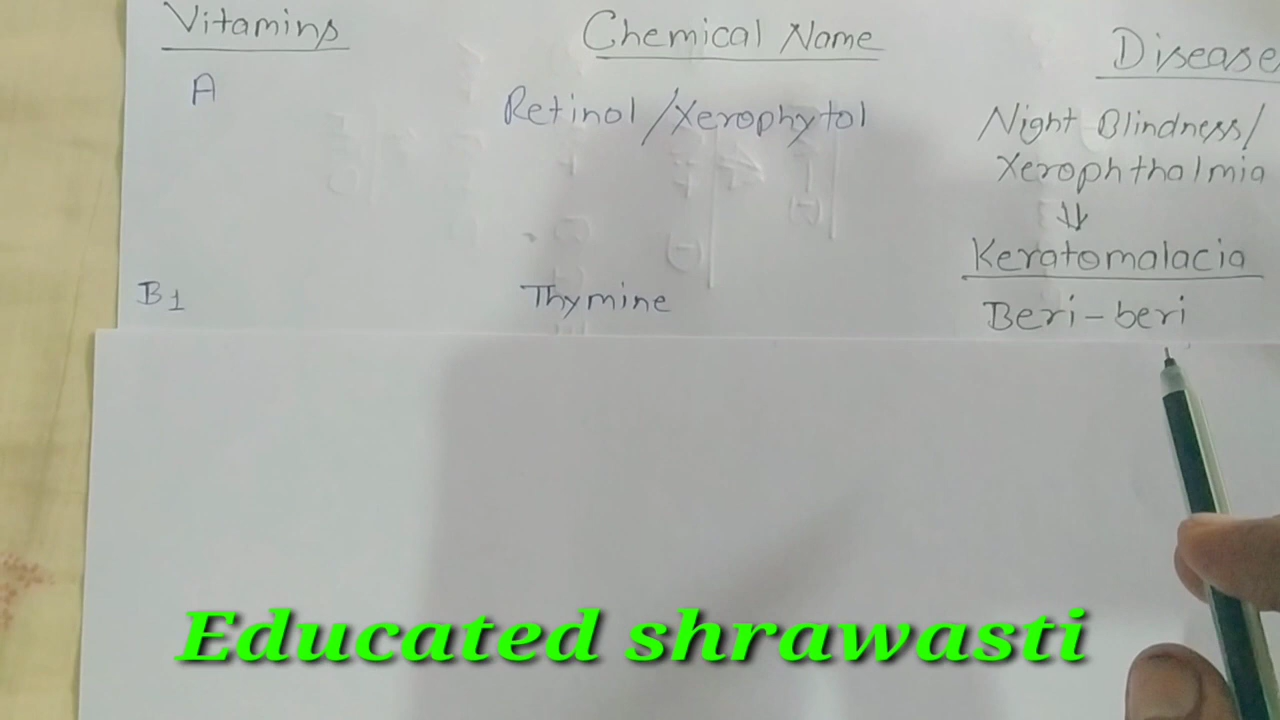 Vitamins Chemical Name Disease
A Retinol/Xerophytol Night Blindness/
Xerophthalmia
⇓
Keratomalacia
B1 Thymine Beri-beri
Educated shrawasti